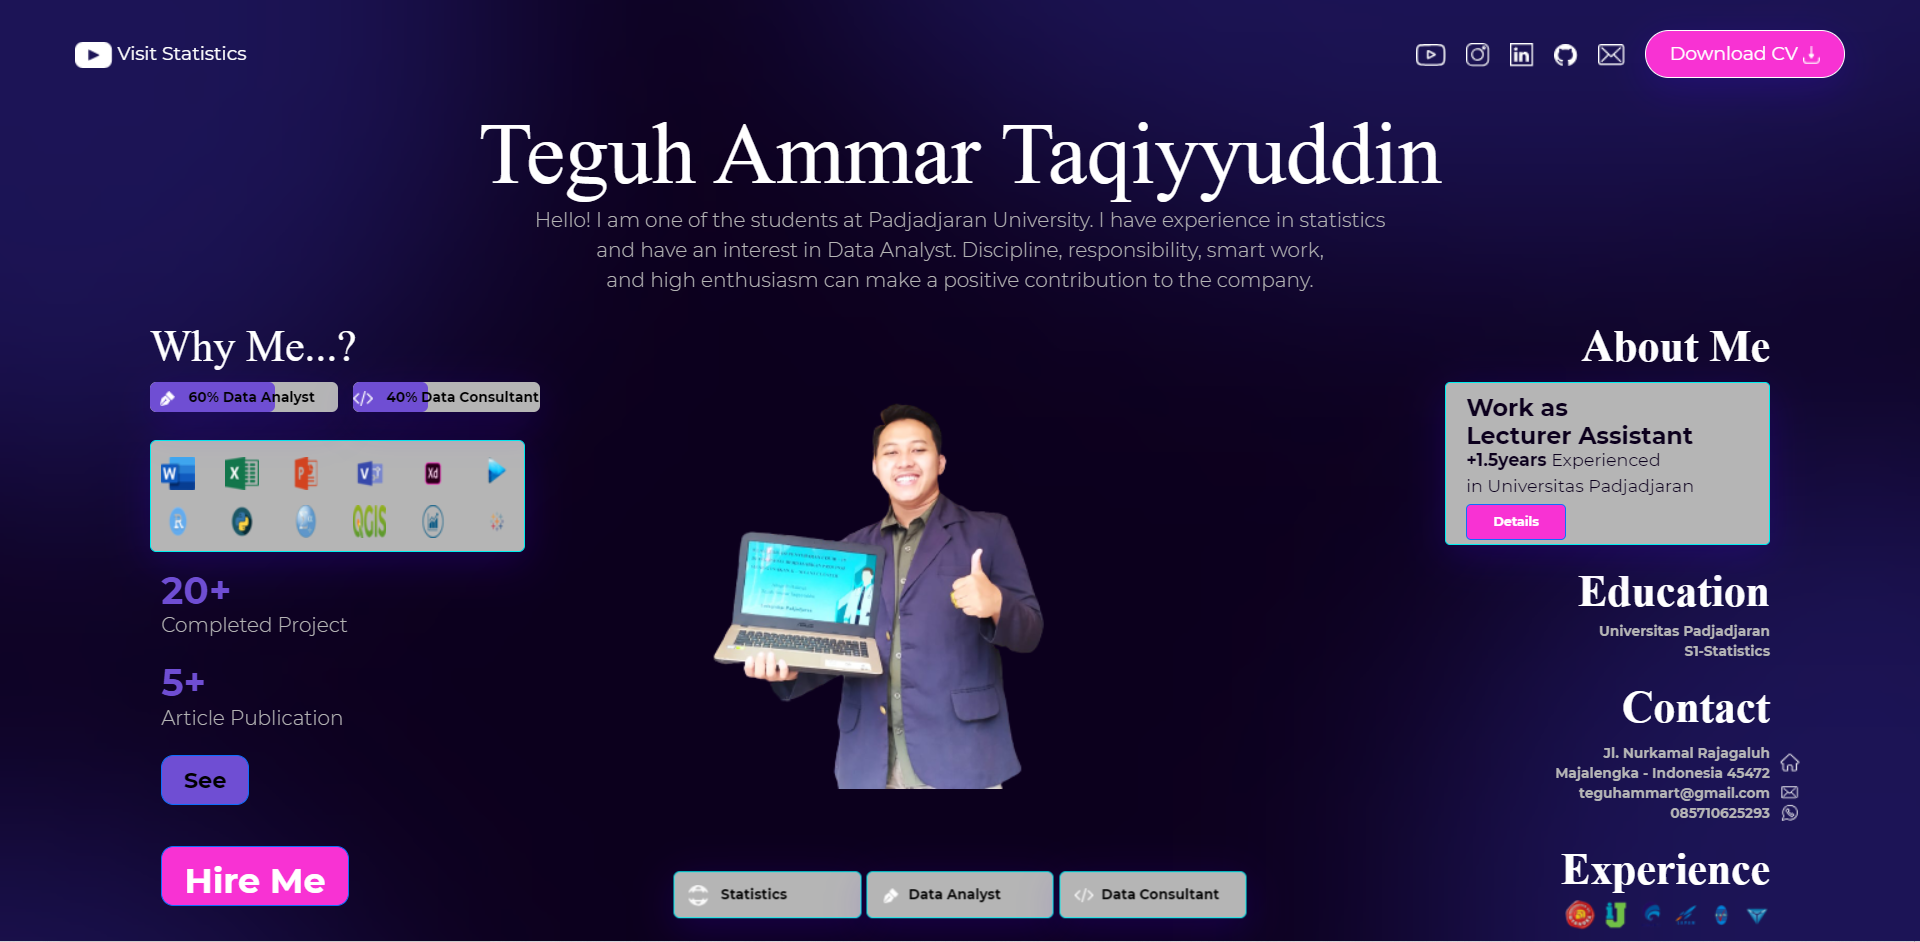 Visit Statistics
Download CV
Teguh Ammar Taqiyyuddin
Hello! I am one of the students at Padjadjaran University. I have experience in statistics
and have an interest in Data Analyst. Discipline, responsibility, smart work,
and high enthusiasm can make a positive contribution to the company.
Why Me...?
60% Data Analyst
40% Data Consultant
W
X
P
V
Xd
R
QGIS
20+
Completed Project
5+
Article Publication
See
Hire Me
ASUS
Statistics
Data Analyst
Data Consultant
About Me
Work as
Lecturer Assistant
+1.5years Experienced
in Universitas Padjadjaran
Details
Education
Universitas Padjadjaran
S1-Statistics
Contact
Jl. Nurkamal Rajagaluh
Majalengka - Indonesia 45472
teguhammart@gmail.com
085710625293
Experience